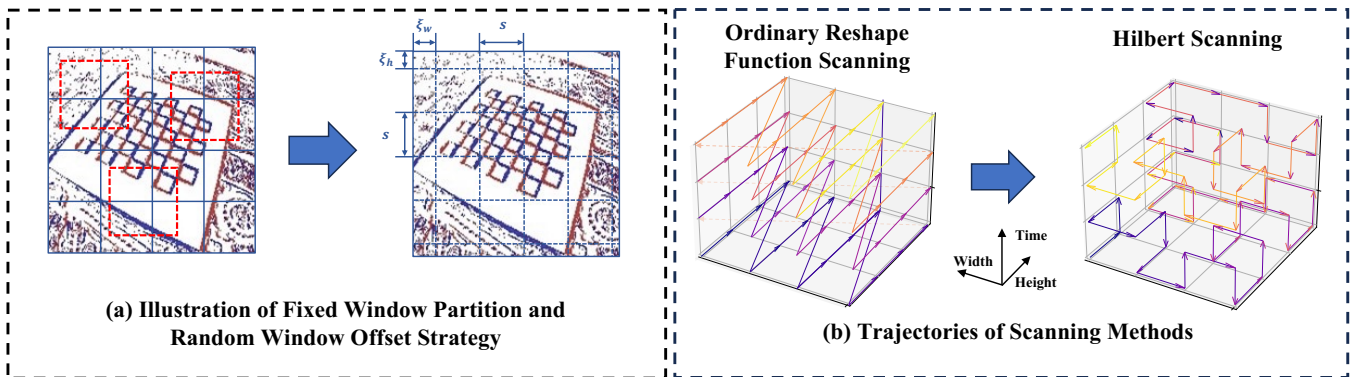 ξw
s
ξh
s
(a) Illustration of Fixed Window Partition and
Random Window Offset Strategy
Ordinary Reshape
Function Scanning
Hilbert Scanning
Time
Width
Height
(b) Trajectories of Scanning Methods